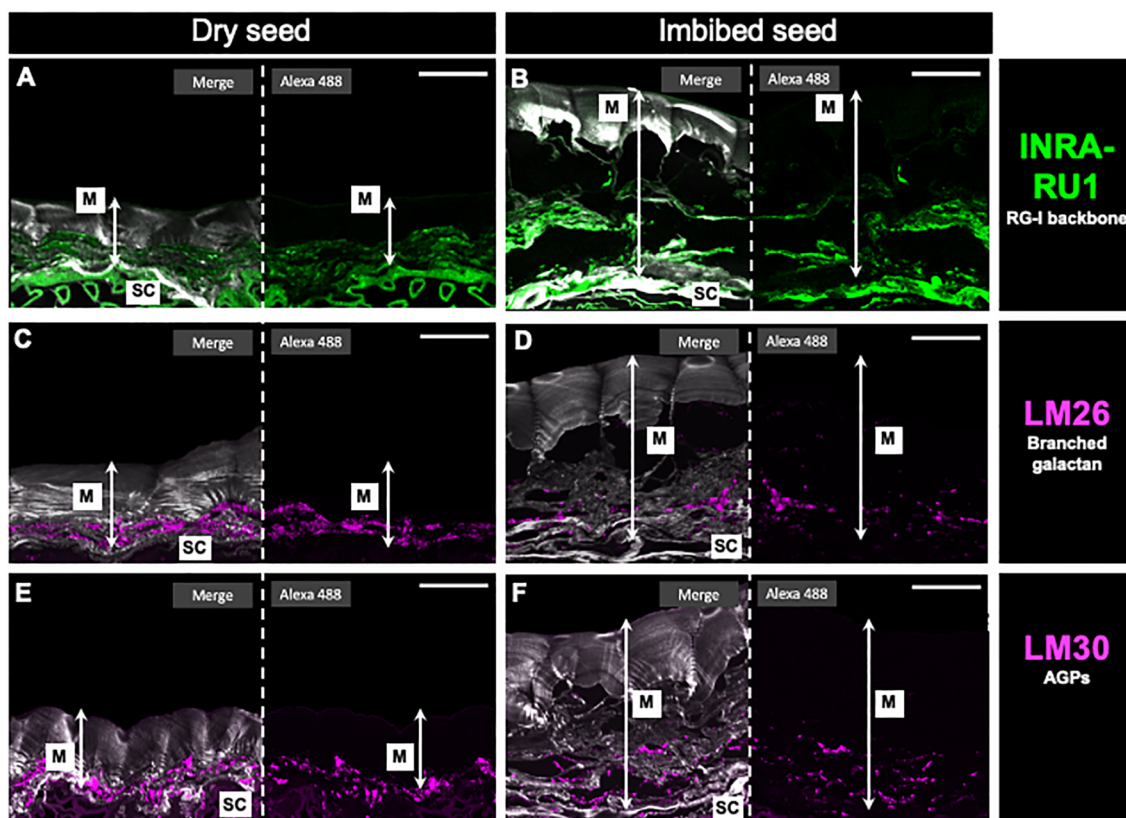 Dry seed
Imbibed seed
A
Merge
Alexa 488
M
M
SC
B
Merge
Alexa 488
M
M
SC
INRA-
RU1
RG-I backbone
C
Merge
Alexa 488
M
M
SC
D
Merge
Alexa 488
M
M
SC
LM26
Branched
galactan
E
Merge
Alexa 488
M
M
SC
F
Merge
Alexa 488
M
M
SC
LM30
AGPs